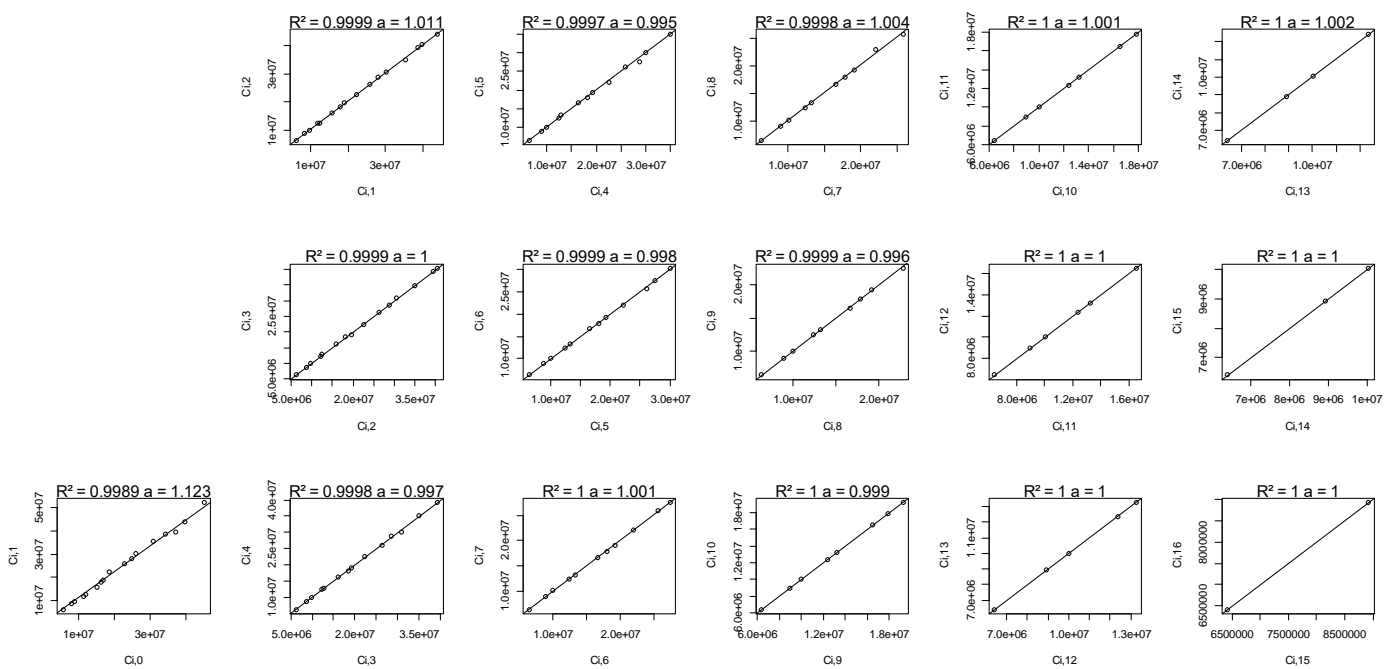 R² = 0.9999 a = 1.011
Ci,2
1e+07 3e+07
1e+07 3e+07
Ci,1
R² = 0.9997 a = 0.995
Ci,5
1.0e+07 2.5e+07
1.0e+07 2.5e+07
Ci,4
R² = 0.9998 a = 1.004
Ci,8
1.0e+07 2.0e+07
1.0e+07 2.0e+07
Ci,7
R² = 1 a = 1.001
Ci,11
6.0e+06 1.2e+07 1.8e+07
6.0e+06 1.0e+07 1.4e+07 1.8e+07
Ci,10
R² = 1 a = 1.002
Ci,14
7.0e+06 1.0e+07
7.0e+06 1.0e+07
Ci,13
R² = 0.9999 a = 1
Ci,3
5.0e+06 2.5e+07
5.0e+06 2.0e+07 3.5e+07
Ci,2
R² = 0.9999 a = 0.998
Ci,6
1.0e+07 2.5e+07
1.0e+07 2.0e+07 3.0e+07
Ci,5
R² = 0.9999 a = 0.996
Ci,9
1.0e+07 2.0e+07
1.0e+07 2.0e+07
Ci,8
R² = 1 a = 1
Ci,12
8.0e+06 1.4e+07
8.0e+06 1.2e+07 1.6e+07
Ci,11
R² = 1 a = 1
Ci,15
7e+06 9e+06
7e+06 8e+06 9e+06 1e+07
Ci,14
R² = 0.9989 a = 1.123
Ci,1
1e+07 3e+07 5e+07
1e+07 3e+07
Ci,0
R² = 0.9998 a = 0.997
Ci,4
1.0e+07 2.5e+07 4.0e+07
5.0e+06 2.0e+07 3.5e+07
Ci,3
R² = 1 a = 1.001
Ci,7
1.0e+07 2.0e+07
1.0e+07 2.0e+07
Ci,6
R² = 1 a = 0.999
Ci,10
6.0e+06 1.2e+07 1.8e+07
6.0e+06 1.2e+07 1.8e+07
Ci,9
R² = 1 a = 1
Ci,13
7.0e+06 1.1e+07
7.0e+06 1.0e+07 1.3e+07
Ci,12
R² = 1 a = 1
Ci,16
6500000 8000000
6500000 7500000 8500000
Ci,15